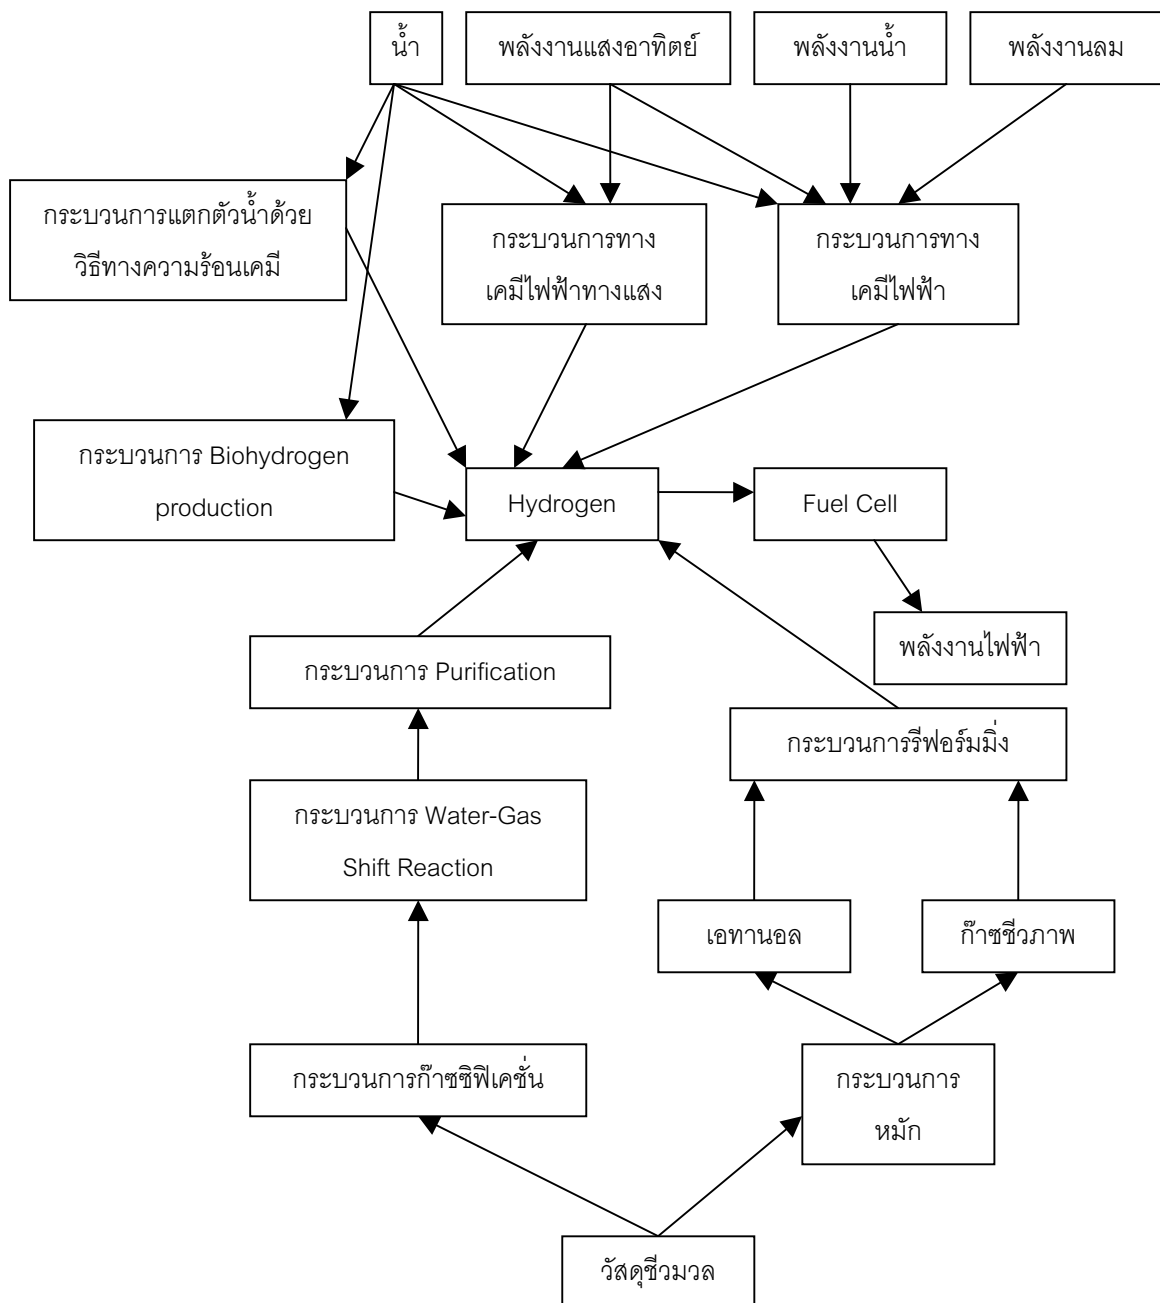 น้ำ
พลังงานแสงอาทิตย์
พลังงานน้ำ
พลังงานลม
กระบวนการแตกตัวน้ำด้วย
วิธีทางความร้อนเคมี
กระบวนการทาง
เคมีไฟฟ้าทางแสง
กระบวนการทาง
เคมีไฟฟ้า
กระบวนการ Biohydrogen
production
Hydrogen
Fuel Cell
พลังงานไฟฟ้า
กระบวนการ Purification
กระบวนการรีฟอร์มมิ่ง
กระบวนการ Water-Gas
Shift Reaction
เอทานอล
ก๊าซชีวภาพ
กระบวนการก๊าซซิฟิเคชั่น
กระบวนการ
หมัก
วัสดุชีวมวล